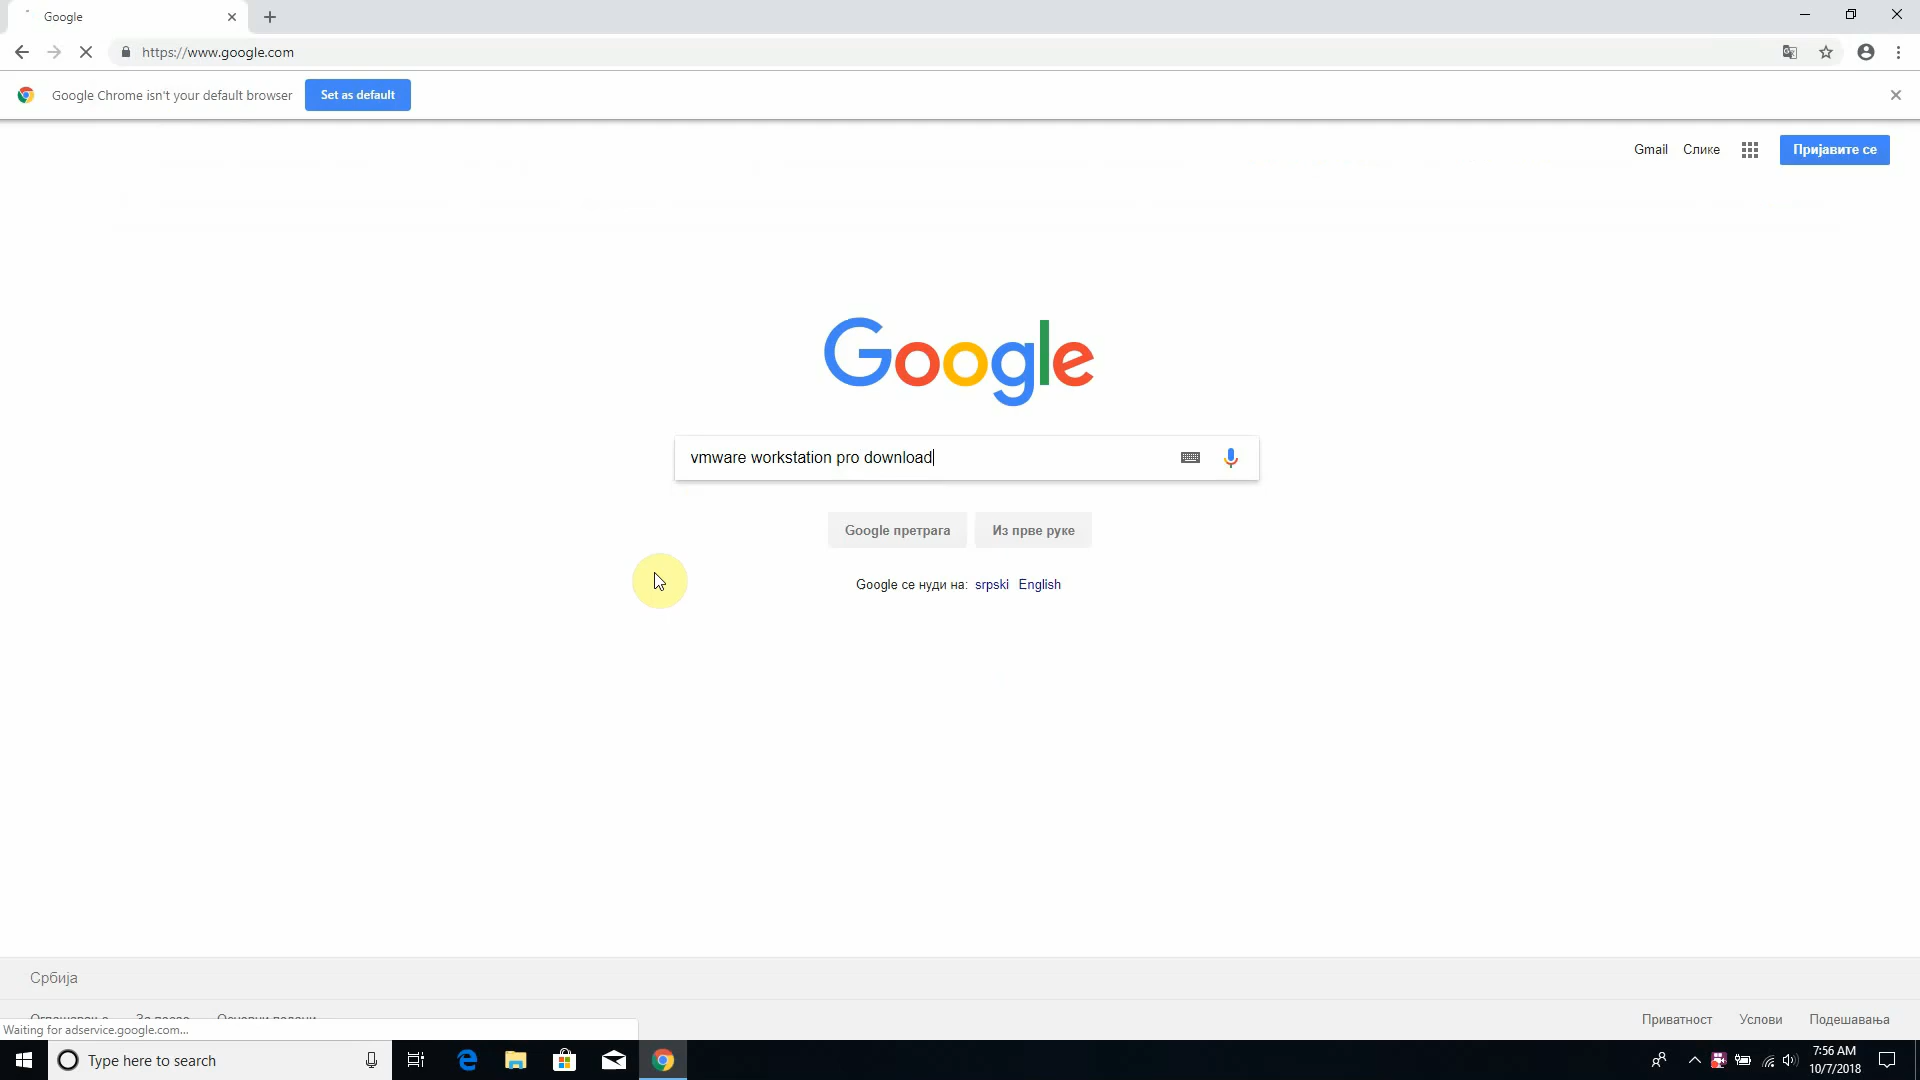 Google
https://www.google.com
Google Chrome isn't your default browser
Set as default
Gmail Слике Пријавите се
Google
vmware workstation pro download
Google претрага Из прве руке
Google се нуди на: srpski English
Србија
Приватност Услови Подешавања
Waiting for adservice.google.com...
Type here to search
7:56 AM
10/7/2018